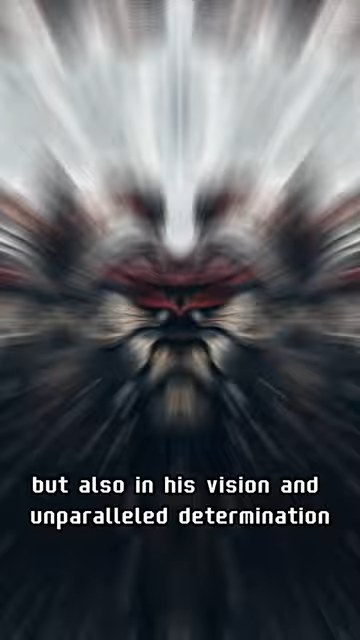 but also in his vision and
unparalleled determination